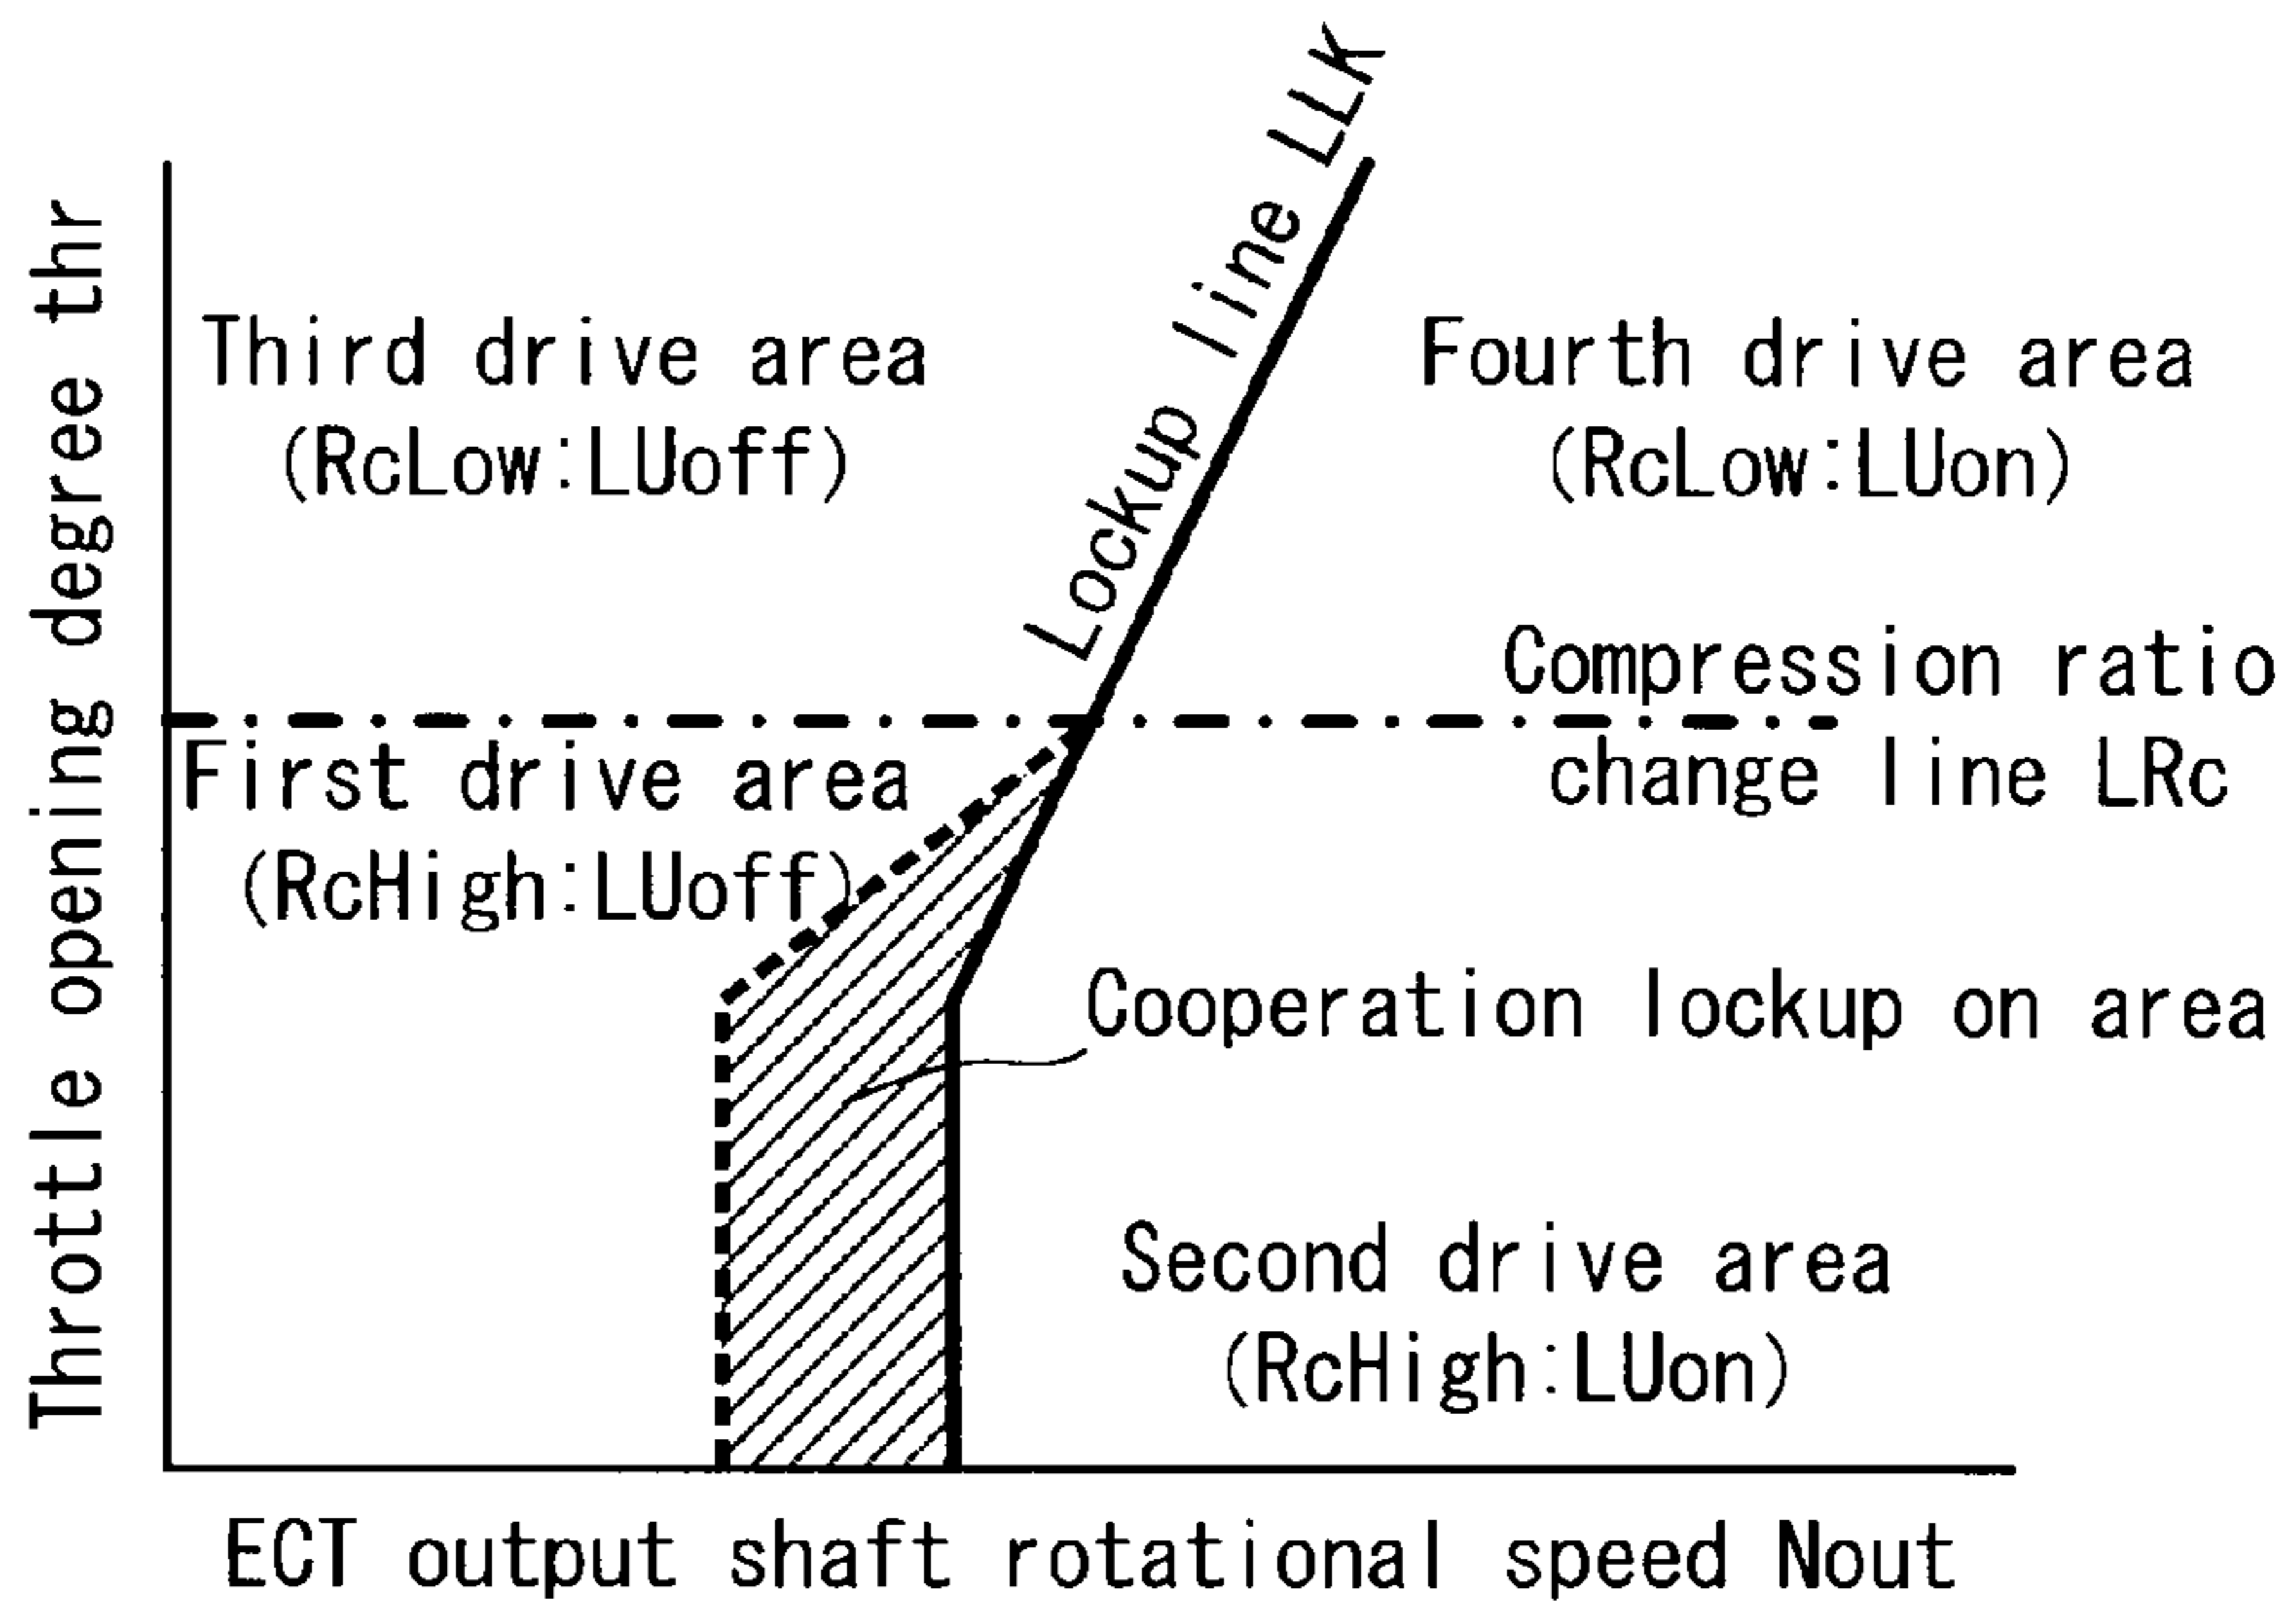 Throttle opening degree thr
Lockup line LLK
Third drive area
(RcLow:LUoff)
Fourth drive area
(RcLow:LUon)
Compression ratio
change line LRc
First drive area
(RcHigh:LUoff)
Cooperation lockup on area
Second drive area
(RcHigh:LUon)
ECT output shaft rotational speed Nout